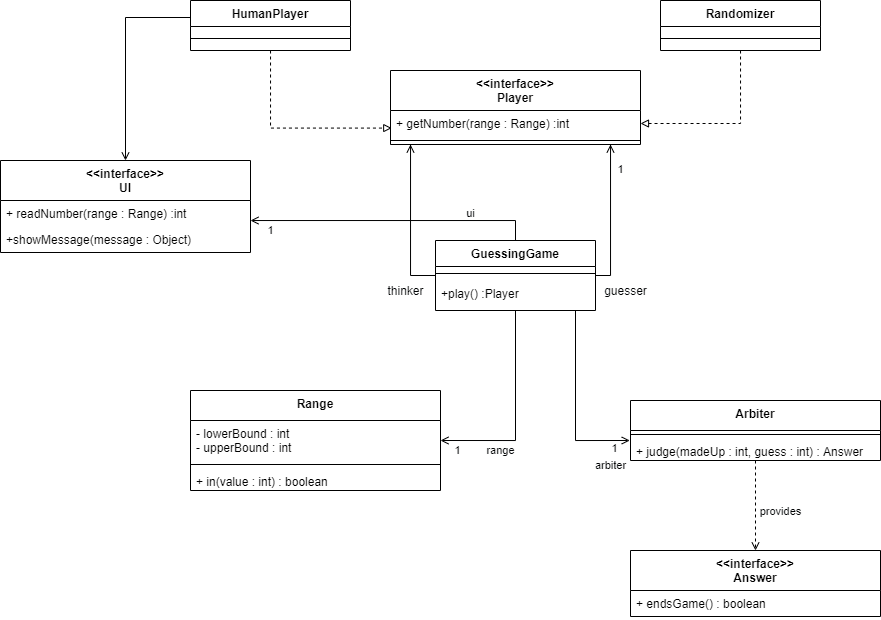 HumanPlayer
Randomizer
<<interface>>
Player
+ getNumber(range : Range) :int
1
<<interface>>
UI
+ readNumber(range : Range) :int
+showMessage(message : Object)
ui
1
GuessingGame
+play() :Player
thinker
guesser
Range
- lowerBound : int
- upperBound : int
+ in(value : int) : boolean
1
range
Arbiter
+ judge(madeUp : int, guess : int) : Answer
1
arbiter
provides
<<interface>>
Answer
+ endsGame() : boolean